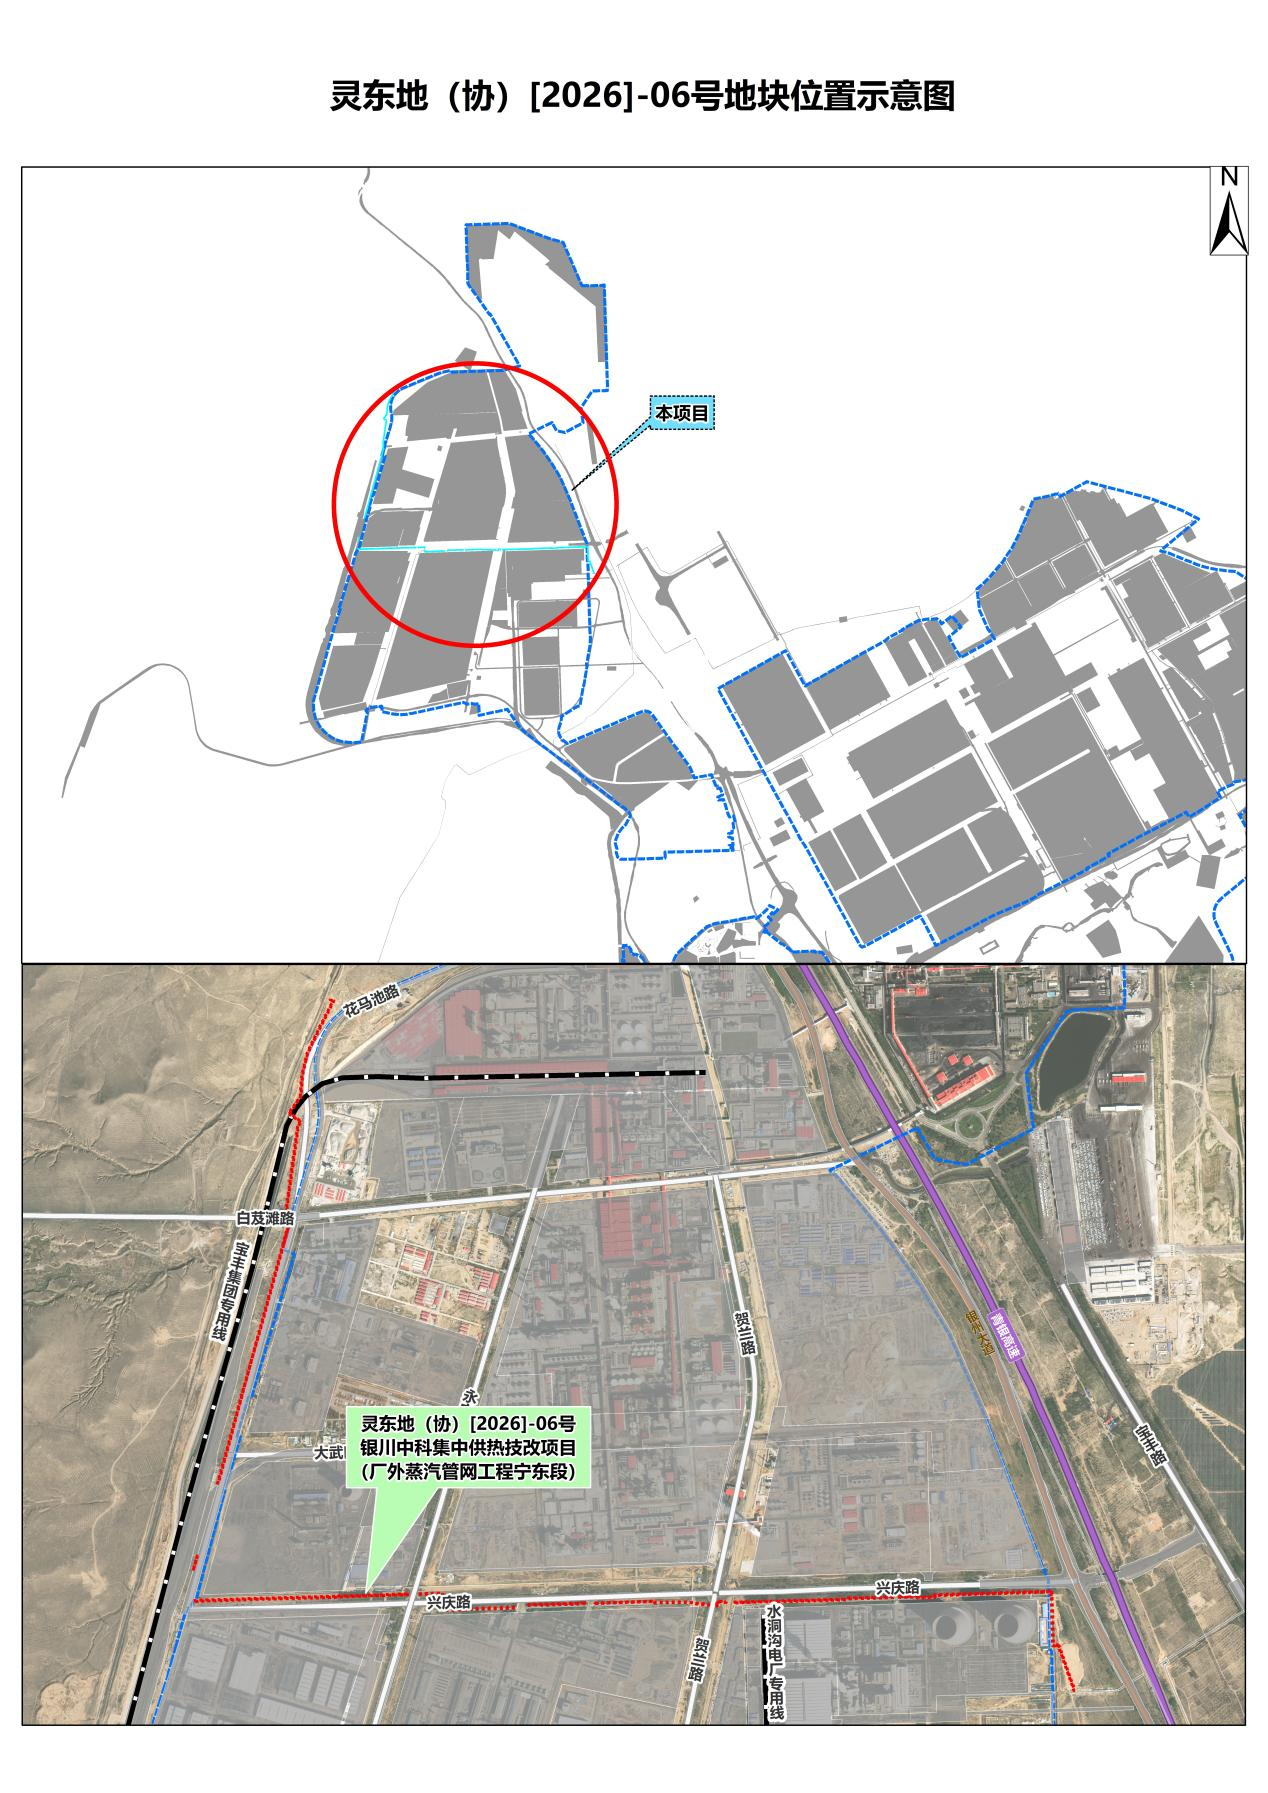 灵东地（协）[2026]-06号地块位置示意图
N
本项目
花马池路
白芨滩路
宝丰集团专用线
贺兰路
银州大道
青银高速
永
灵东地（协）[2026]-06号
银川中科集中供热技改项目
（厂外蒸汽管网工程宁东段）
大武
宝丰路
兴庆路
兴庆路
贺兰路
水洞沟电厂专用线